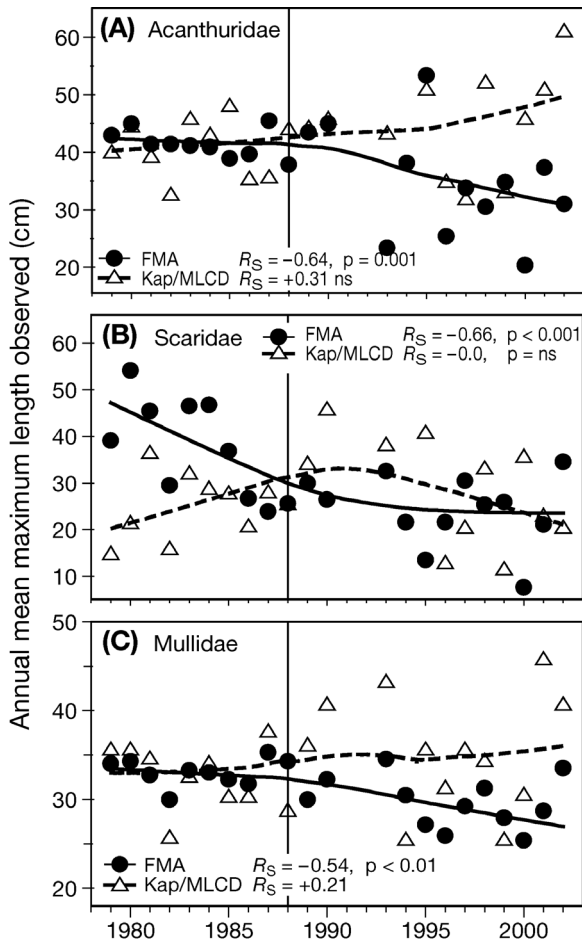 Annual mean maximum length observed (cm)
(A) Acanthuridae
60
50
40
30
20
FMA R_S = −0.64, p = 0.001
Kap/MLCD R_S = +0.31 ns
(B) Scaridae
FMA R_S = −0.66, p < 0.001
Kap/MLCD R_S = −0.0, p = ns
60
50
40
30
20
10
(C) Mullidae
50
40
30
20
FMA R_S = −0.54, p < 0.01
Kap/MLCD R_S = +0.21
1980 1985 1990 1995 2000